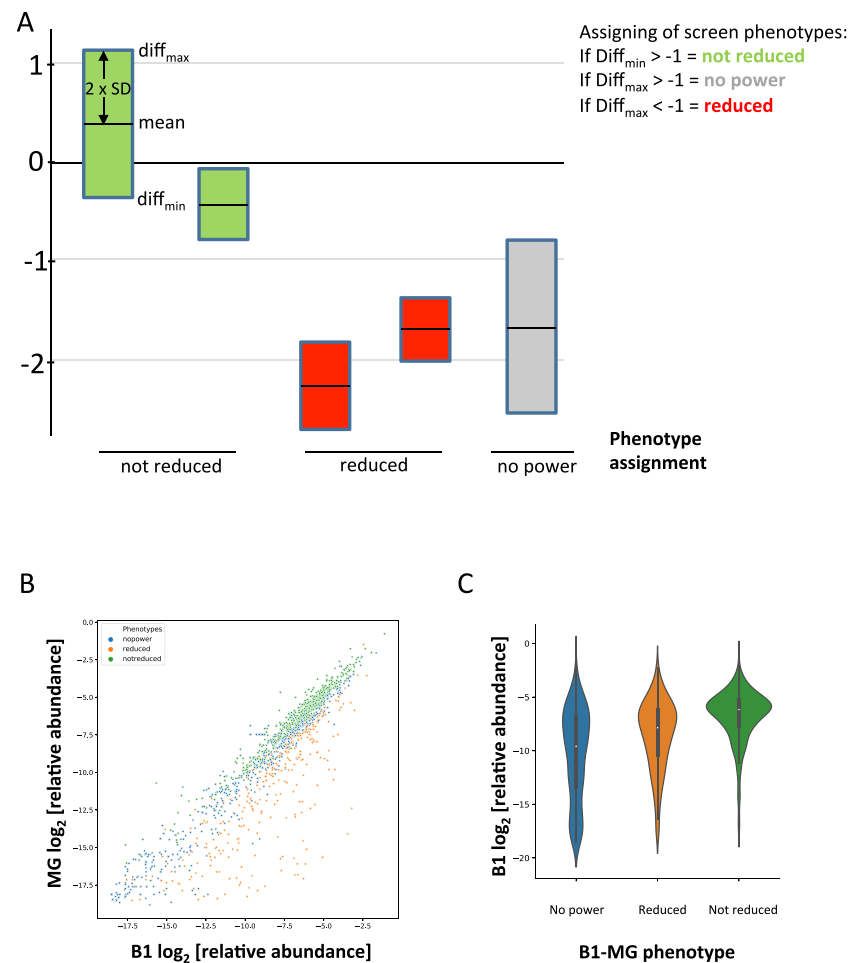 A
Assigning of screen phenotypes:
If Diffmin > -1 = not reduced
If Diffmax > -1 = no power
If Diffmax < -1 = reduced
1
0
-1
-2
diffmax
2 x SD
mean
diffmin
not reduced
reduced
no power
Phenotype
assignment
B
MG log2 [relative abundance]
0.0
−2.5
−5.0
−7.5
−10.0
−12.5
−15.0
−17.5
Phenotypes
nopower
reduced
notreduced
−17.5 −15.0 −12.5 −10.0 −7.5 −5.0 −2.5
B1 log2 [relative abundance]
C
B1 log2 [relative abundance]
0
−5
−10
−15
−20
No power Reduced Not reduced
B1-MG phenotype